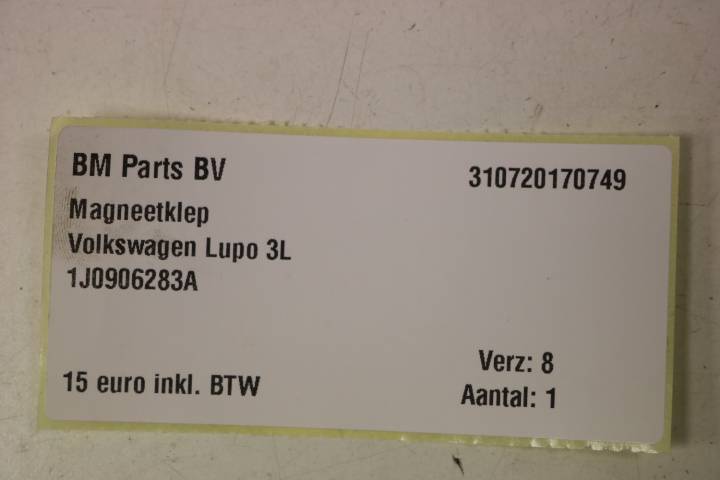 BM Parts BV
310720170749
Magneetklep
Volkswagen Lupo 3L
1J0906283A
Verz: 8
15 euro inkl. BTW
Aantal: 1